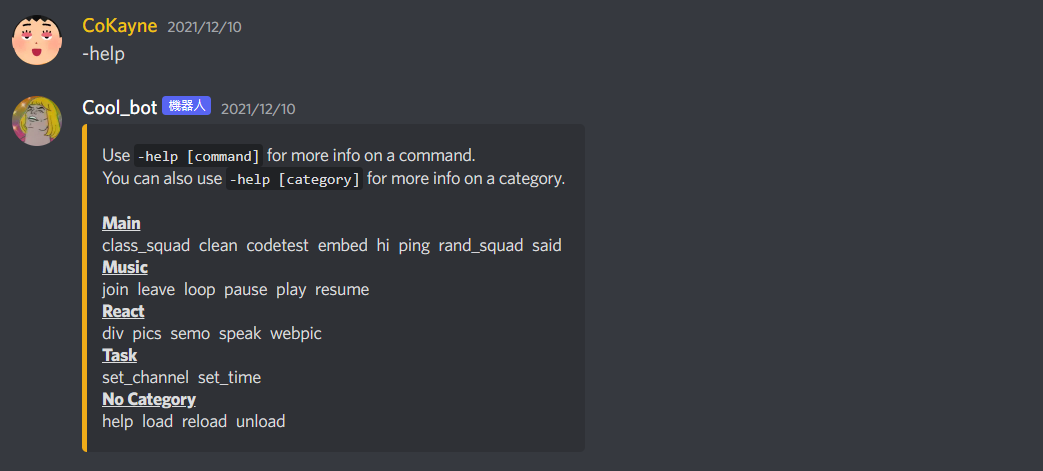 CoKayne 2021/12/10
-help
Cool_bot 機器人 2021/12/10
Use -help [command] for more info on a command.
You can also use -help [category] for more info on a category.
Main
class_squad clean codetest embed hi ping rand_squad said
Music
join leave loop pause play resume
React
div pics semo speak webpic
Task
set_channel set_time
No Category
help load reload unload